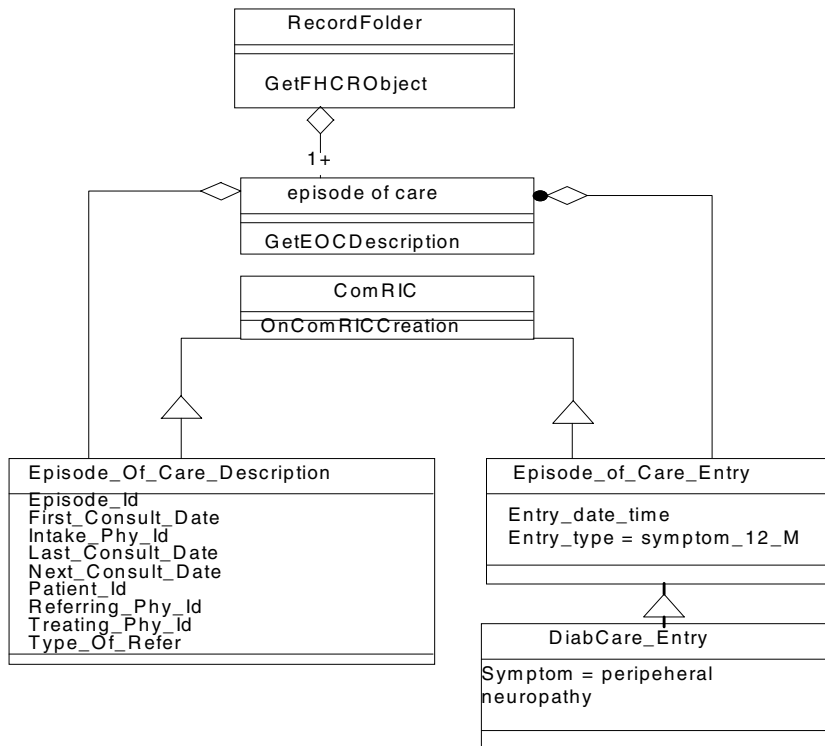 RecordFolder
GetFHCRObject
1+
episode of care
GetEOCDescription
ComRIC
OnComRICCreation
Episode_Of_Care_Description
Episode_Id
First_Consult_Date
Intake_Phy_Id
Last_Consult_Date
Next_Consult_Date
Patient_Id
Referring_Phy_Id
Treating_Phy_Id
Type_Of_Refer
Episode_of_Care_Entry
Entry_date_time
Entry_type = symptom_12_M
DiabCare_Entry
Symptom = peripeheral
neuropathy